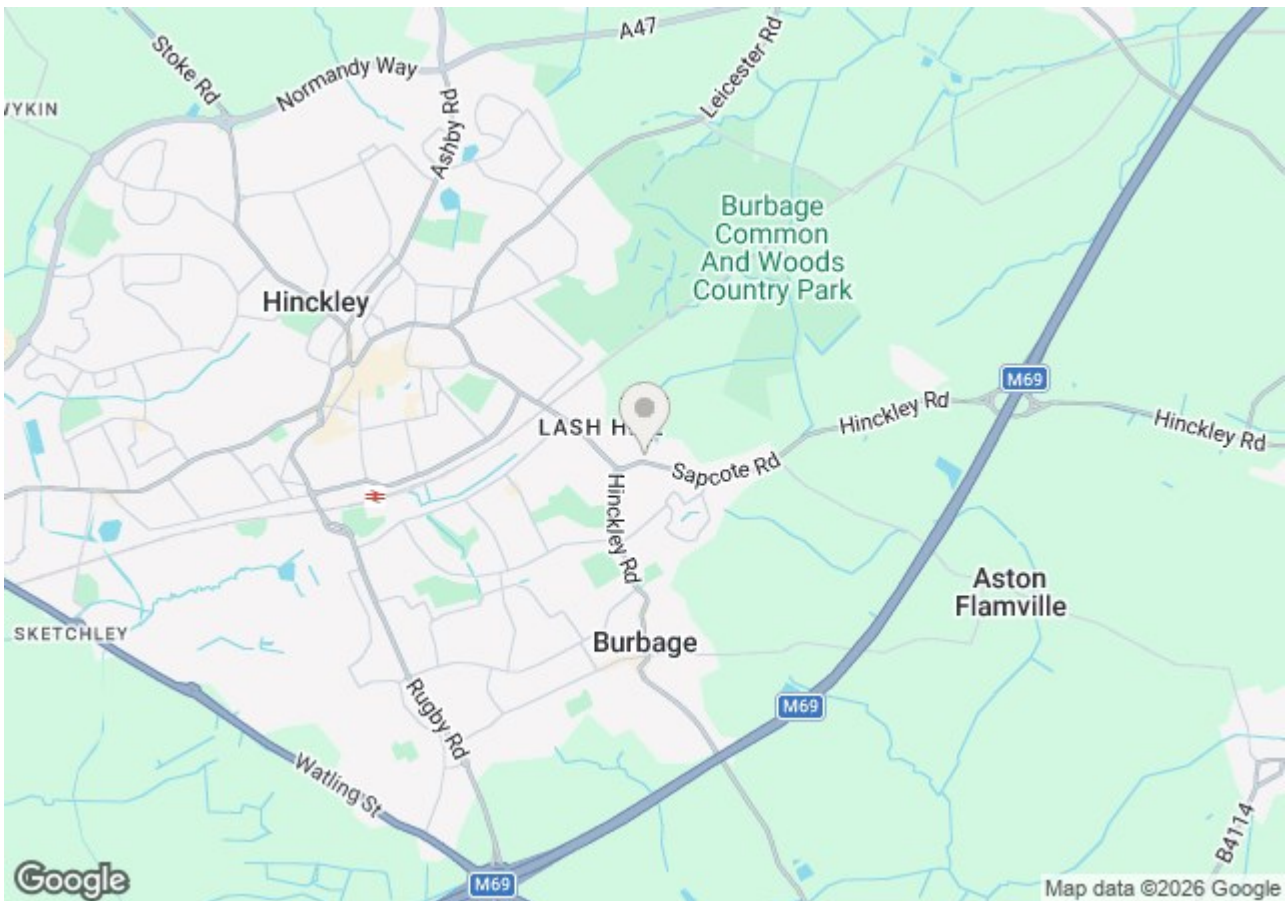 A47
Stoke Rd
Normandy Way
Leicester Rd
Ashby Rd
Burbage
Common
And Woods
Country Park
Hinckley
M69
Hinckley Rd
Hinckley Rd
Sapcote Rd
Hinckley Rd
Aston
Flamville
SKETCHLEY
Burbage
Rugby Rd
M69
Watling St
B4114
M69
Google
Map data ©2026 Google